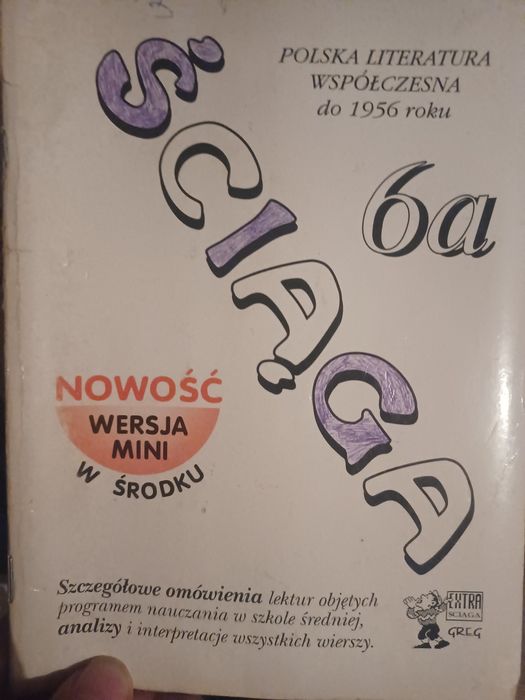 POLSKA LITERATURA
WSPÓŁCZESNA
do 1956 roku
6a
ŚCIĄGA
NOWOŚĆ
WERSJA
MINI
W ŚRODKU
Szczegółowe omówienia lektur objętych
programem nauczania w szkole średniej,
analizy i interpretacje wszystkich wierszy.
EXTRA
ŚCIĄGA
GREG